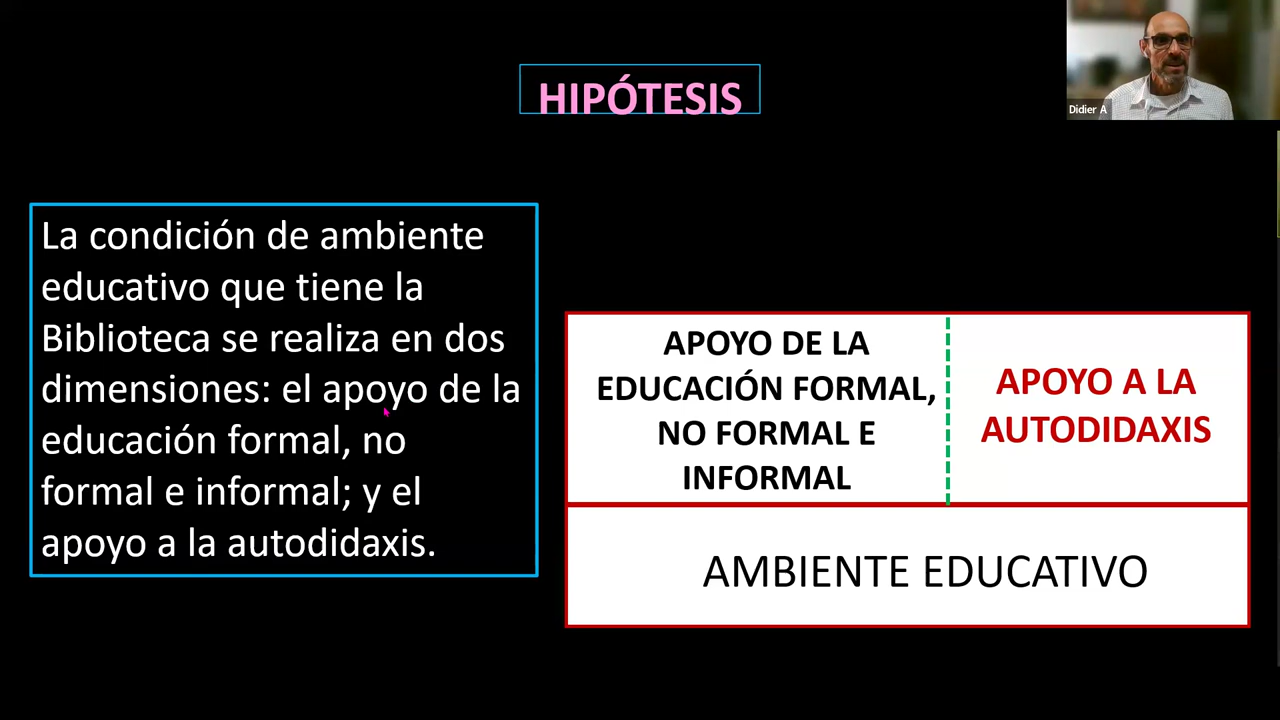 HIPÓTESIS
Didier A
La condición de ambiente
educativo que tiene la
Biblioteca se realiza en dos
dimensiones: el apoyo de la
educación formal, no
formal e informal; y el
apoyo a la autodidaxis.
APOYO DE LA
EDUCACIÓN FORMAL,
NO FORMAL E
INFORMAL
APOYO A LA
AUTODIDAXIS
AMBIENTE EDUCATIVO